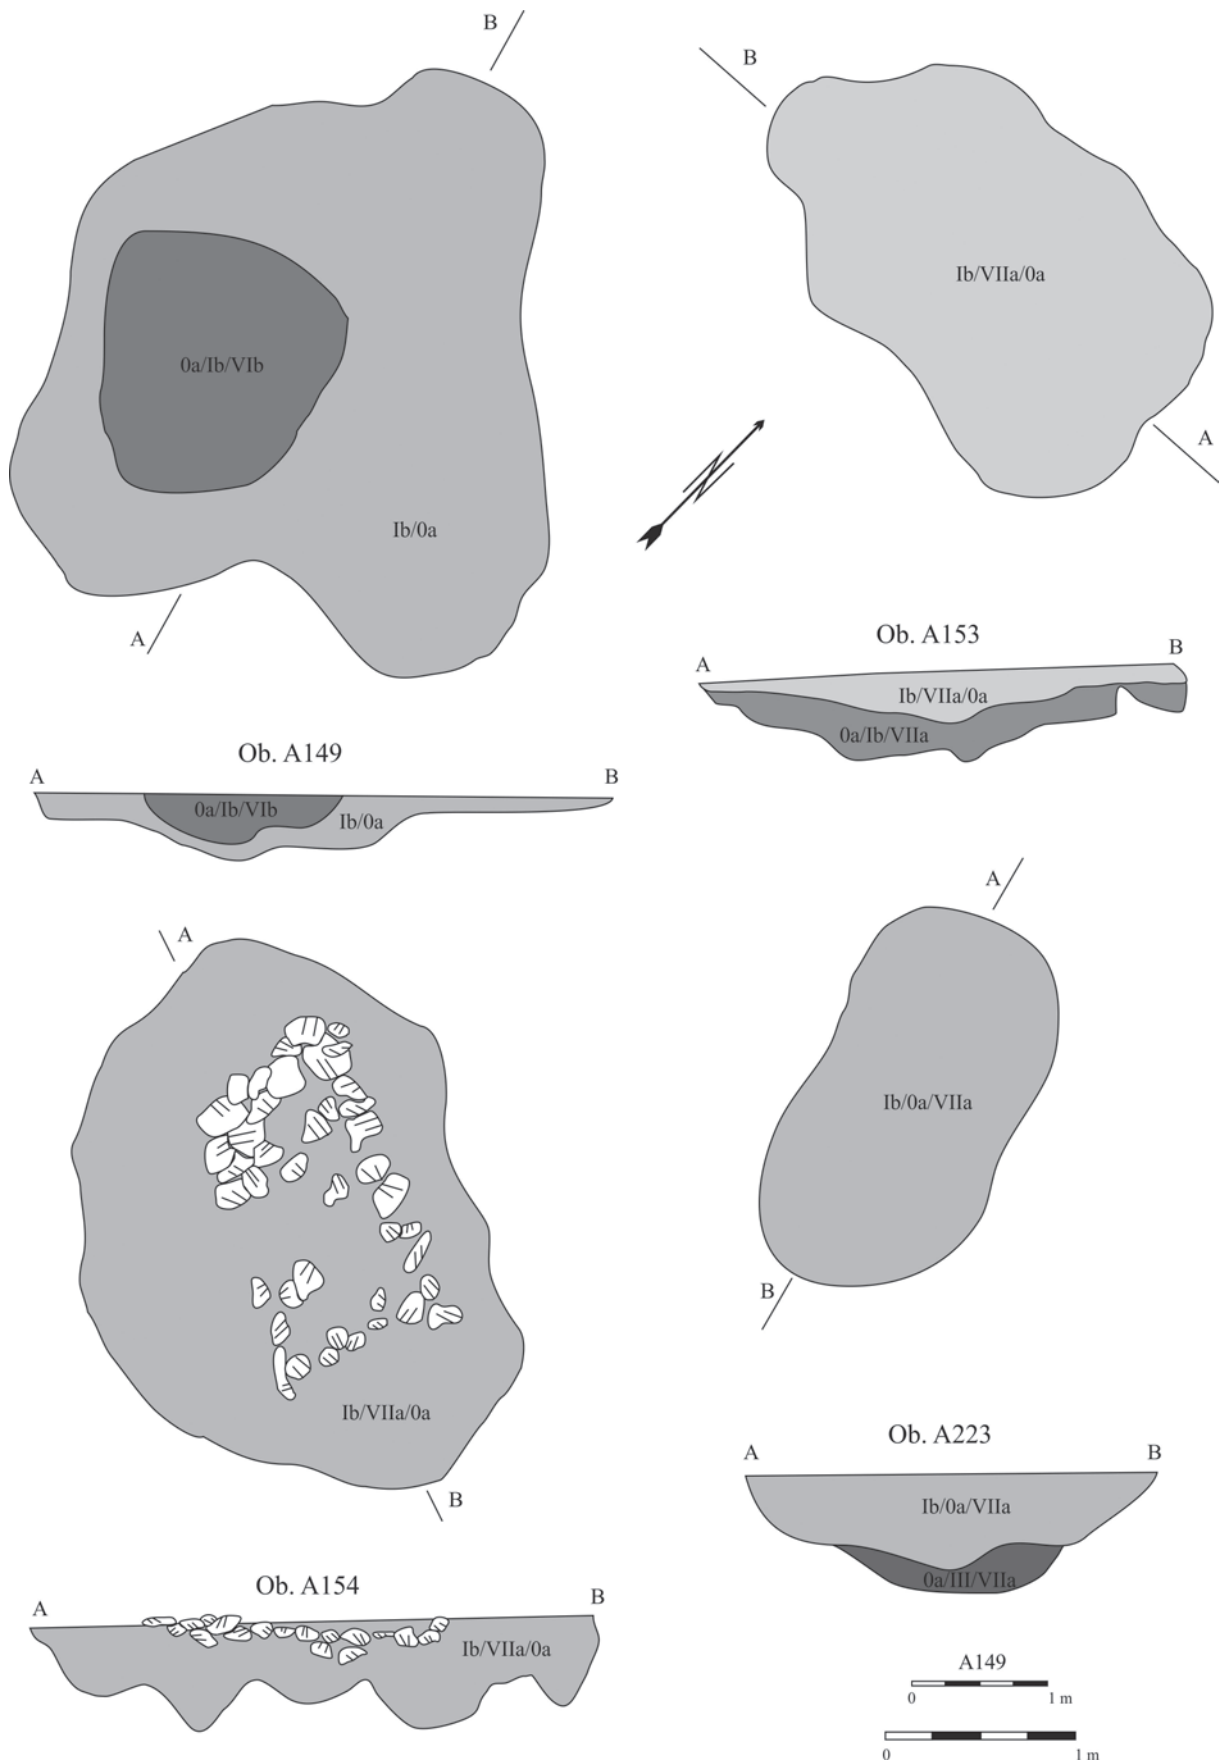 B
0a/Ib/VIb
Ib/0a
A
B
Ib/VIIa/0a
A
Ob. A153
A
B
Ib/VIIa/0a
0a/Ib/VIIa
Ob. A149
A
B
0a/Ib/VIb
Ib/0a
A
Ib/VIIa/0a
B
A
Ib/0a/VIIa
B
Ob. A154
A
B
Ib/VIIa/0a
Ob. A223
A
B
Ib/0a/VIIa
0a/III/VIIa
A149
0 1 m
0 1 m